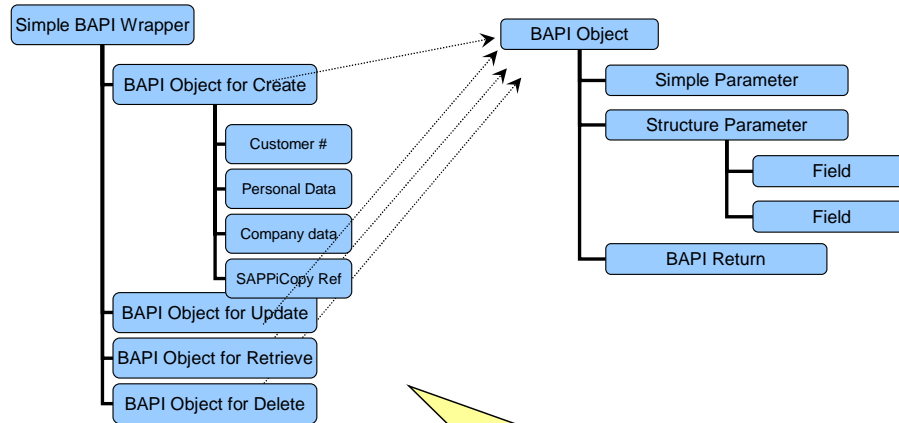 Simple BAPI Wrapper
BAPI Object for Create
Customer #
Personal Data
Company data
SAPPiCopy Ref
BAPI Object for Update
BAPI Object for Retrieve
BAPI Object for Delete
BAPI Object
Simple Parameter
Structure Parameter
Field
Field
BAPI Return